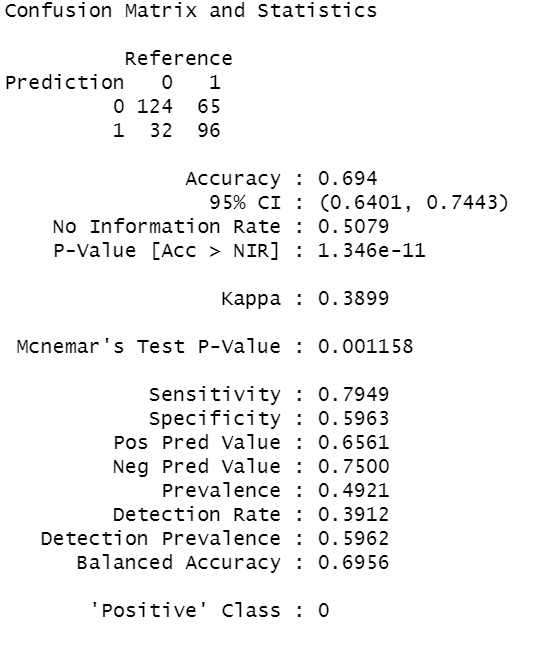 Confusion Matrix and Statistics
Reference
Prediction 0 1
0 124 65
1 32 96
Accuracy : 0.694
95% CI : (0.6401, 0.7443)
No Information Rate : 0.5079
P-Value [Acc > NIR] : 1.346e-11
Kappa : 0.3899
Mcnemar's Test P-Value : 0.001158
Sensitivity : 0.7949
Specificity : 0.5963
Pos Pred Value : 0.6561
Neg Pred Value : 0.7500
Prevalence : 0.4921
Detection Rate : 0.3912
Detection Prevalence : 0.5962
Balanced Accuracy : 0.6956
'Positive' Class : 0